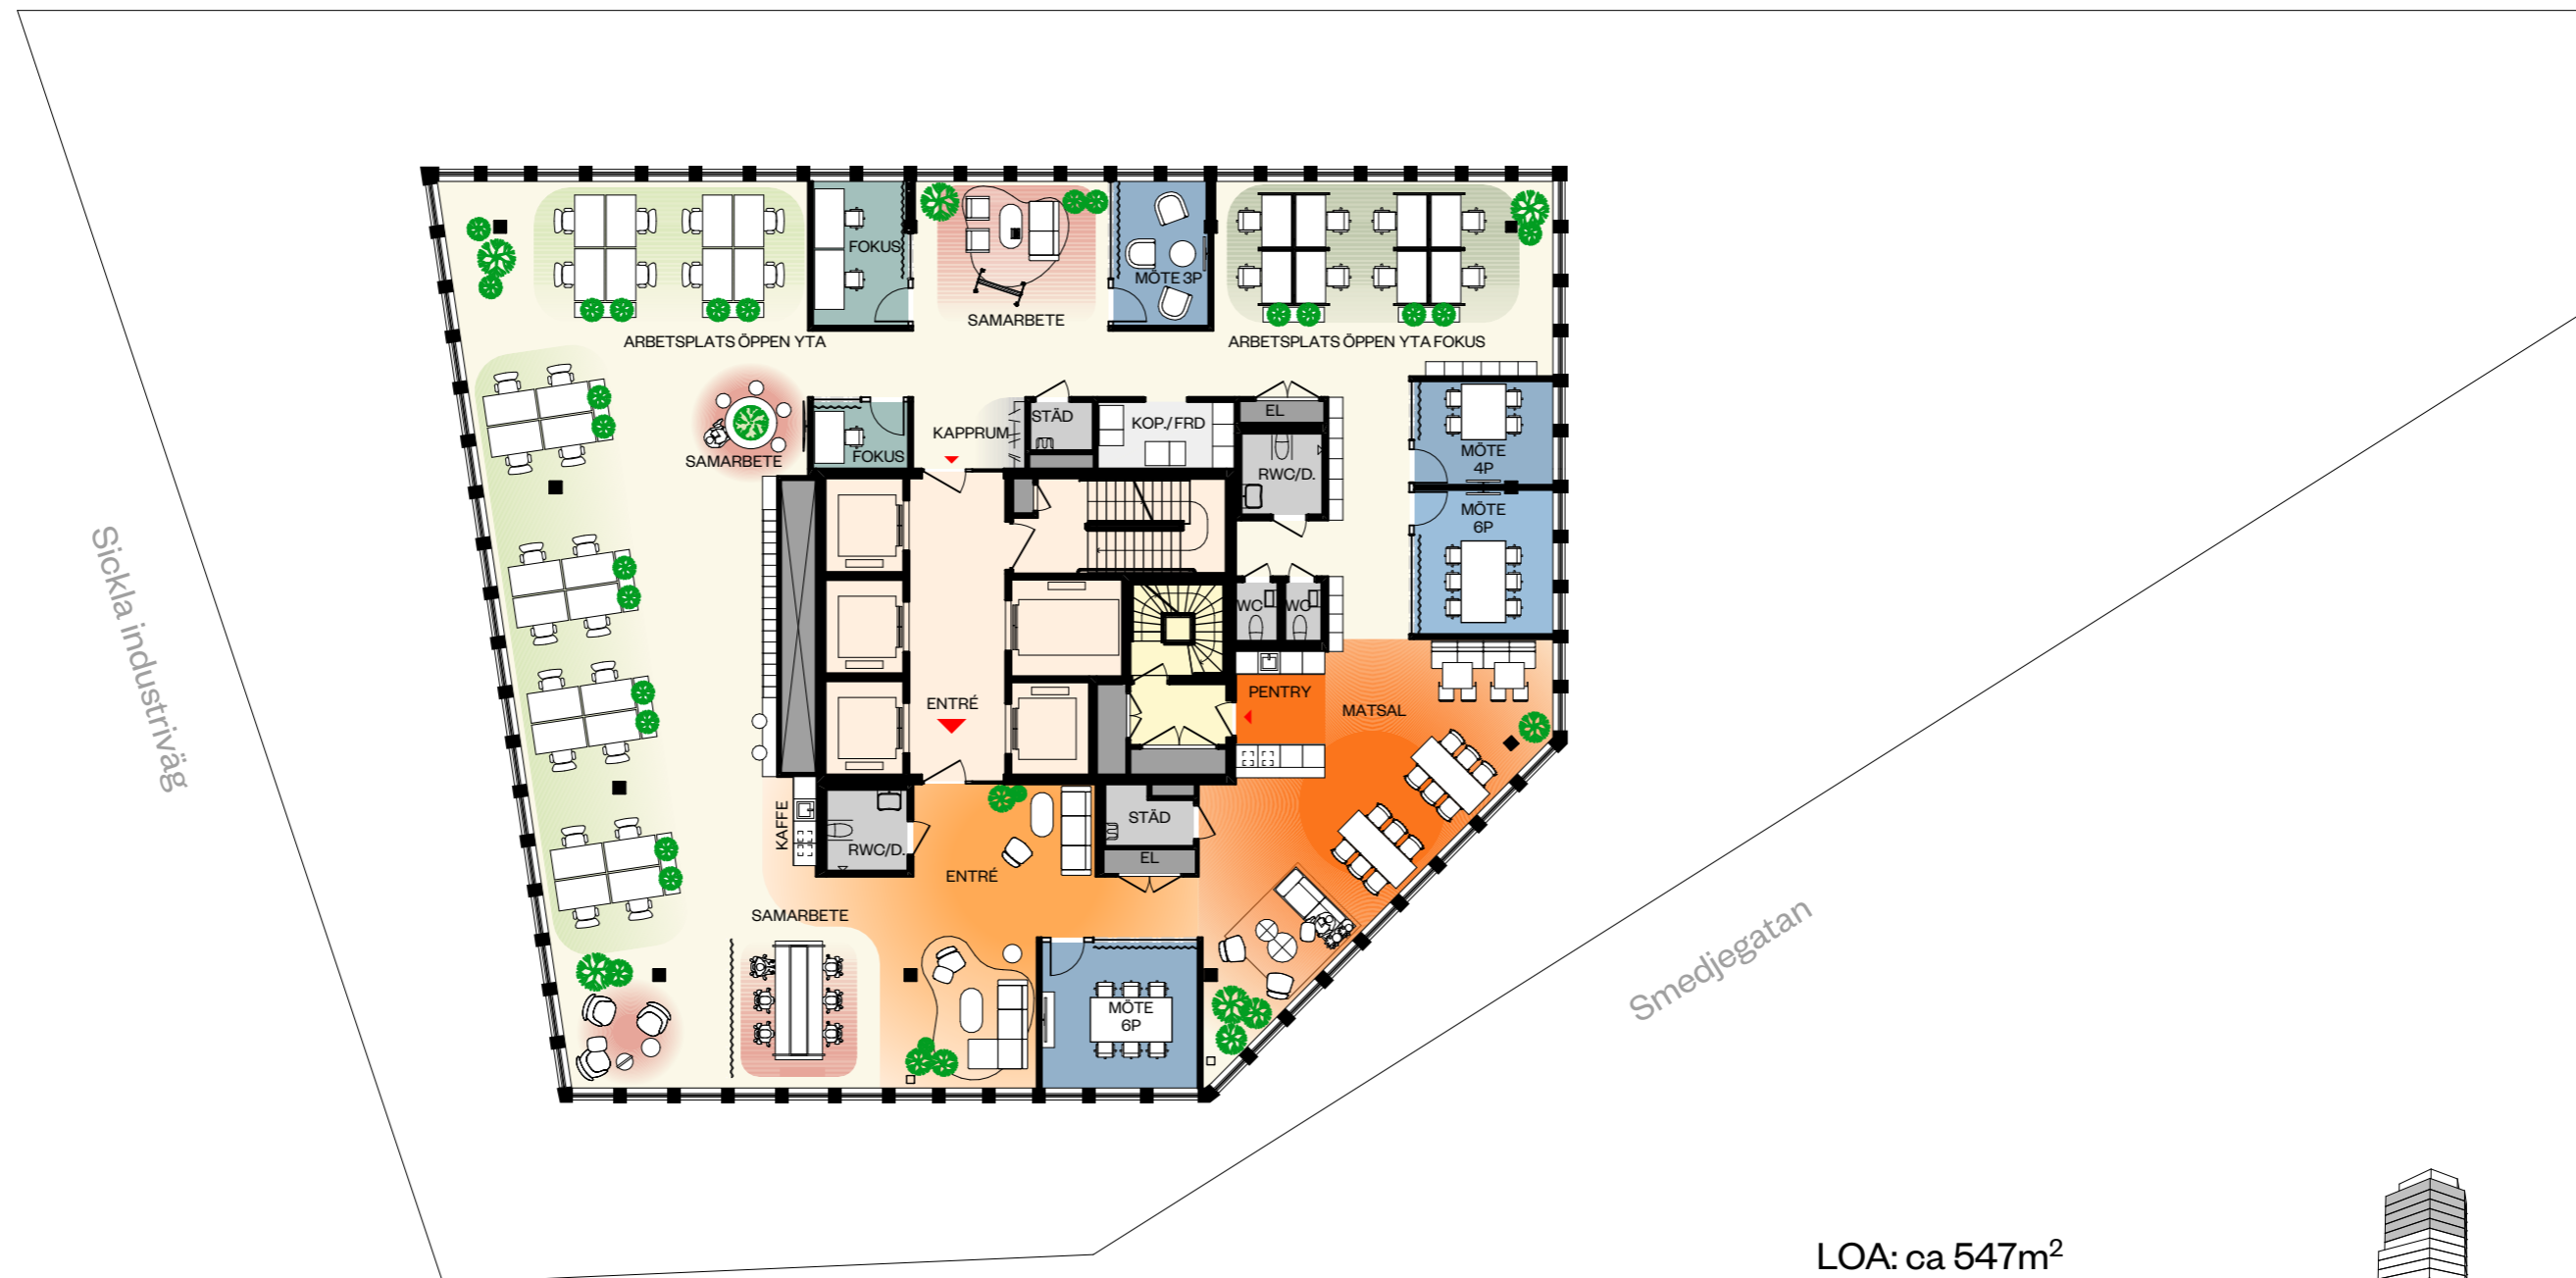 FOKUS
MÖTE 3P
SAMARBETE
ARBETSPLATS ÖPPEN YTA
ARBETSPLATS ÖPPEN YTA FOKUS
SAMARBETE
FOKUS
KAPPRUM
STÄD
KOP./FRD
EL
RWC/D.
MÖTE
4P
MÖTE
6P
Sickla industriväg
WC
WC
ENTRÉ
PENTRY
MATSAL
KAFFE
RWC/D.
STÄD
EL
ENTRÉ
SAMARBETE
MÖTE
6P
Smedjegatan
LOA: ca 547m²